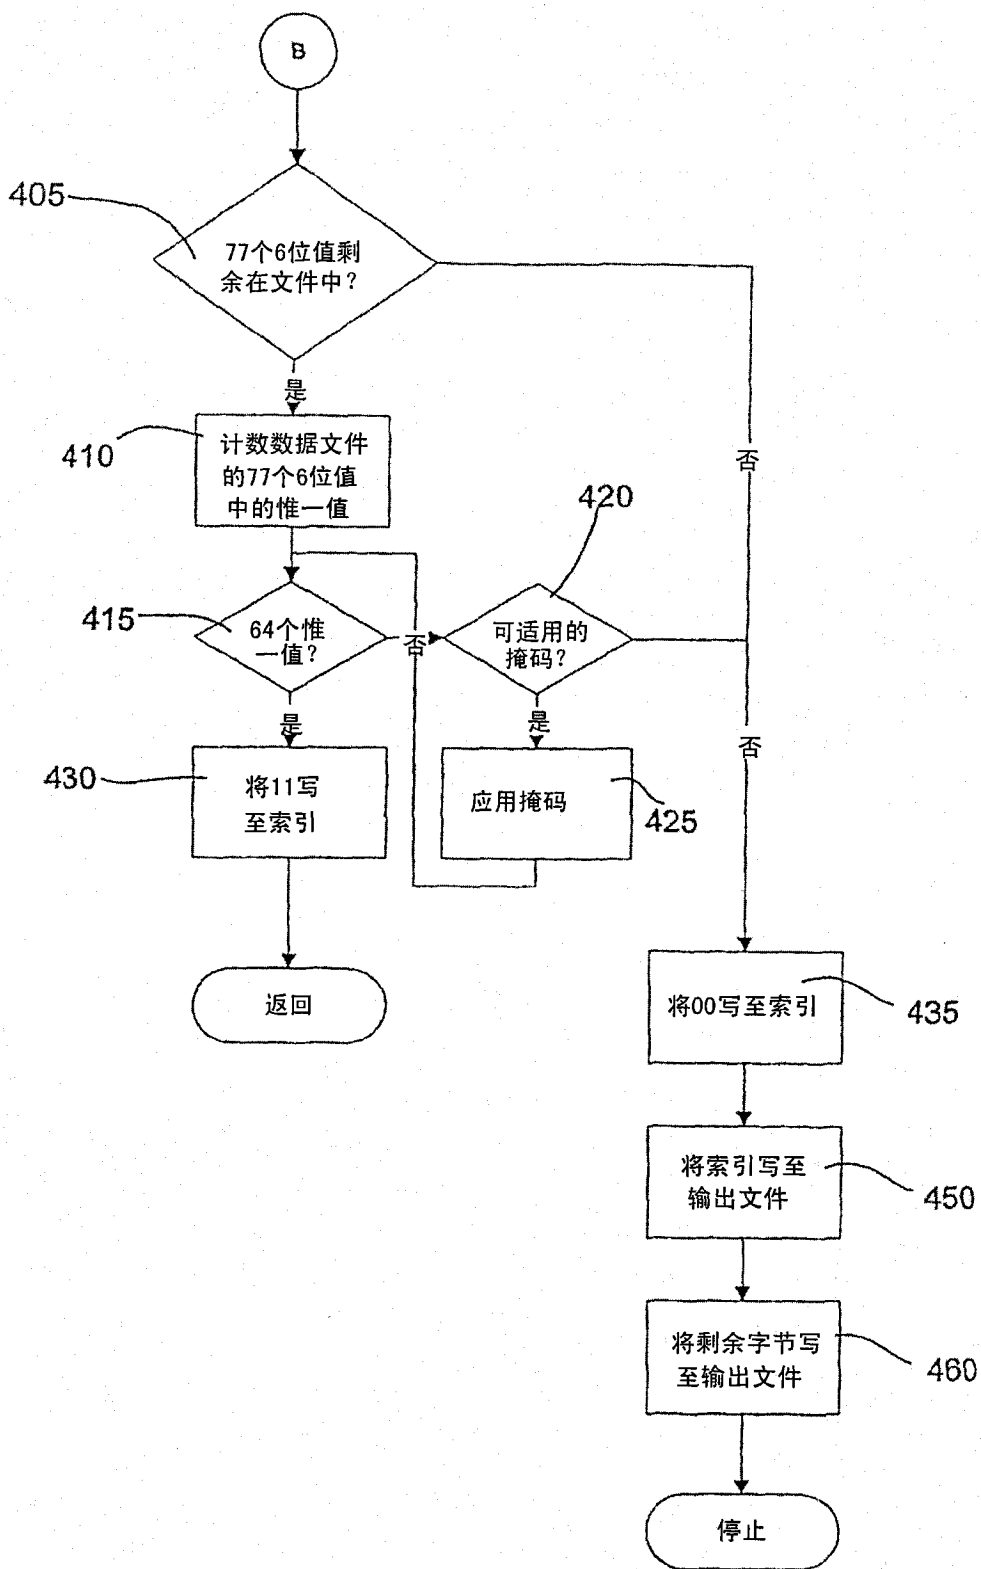 B
405
77个6位值剩
余在文件中?
是
410
计数数据文件
的77个6位值
中的惟一值
否
420
415
64个惟
一值?
否
可适用的
掩码?
是
是
否
430
将11写
至索引
应用掩码
425
返回
将00写至索引
435
将索引写至
输出文件
450
将剩余字节写
至输出文件
460
停止